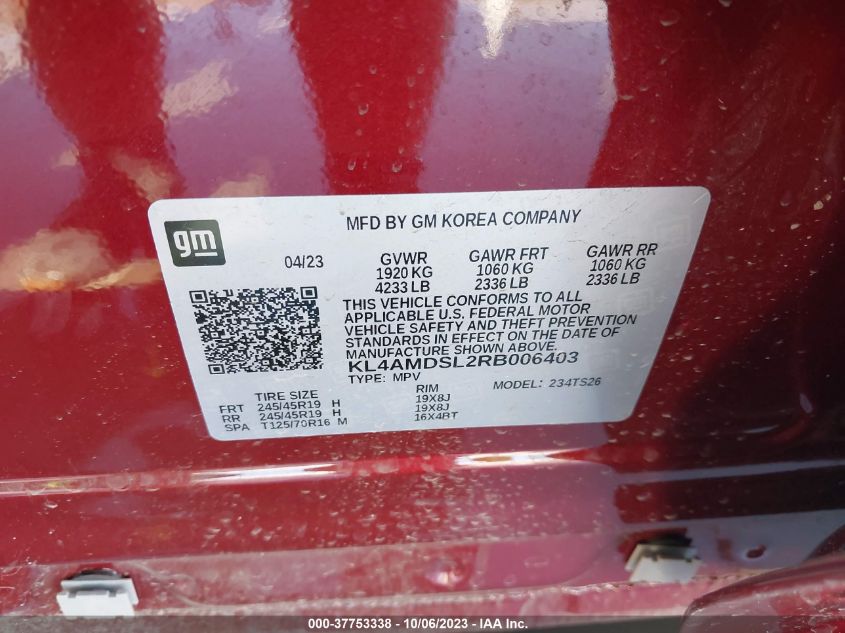 MFD BY GM KOREA COMPANY
gm
04/23
GVWR GAWR FRT GAWR RR
1920 KG 1060 KG 1060 KG
4233 LB 2336 LB 2336 LB
THIS VEHICLE CONFORMS TO ALL
APPLICABLE U.S. FEDERAL MOTOR
VEHICLE SAFETY AND THEFT PREVENTION
STANDARDS IN EFFECT ON THE DATE OF
MANUFACTURE SHOWN ABOVE.
KL4AMDSL2RB006403
TYPE: MPV MODEL: 234TS26
TIRE SIZE RIM
FRT 245/45R19 H 19X8J
RR 245/45R19 H 19X8J
SPA T125/70R16 M 16X4BT
000-37753338 - 10/06/2023 - IAA Inc.